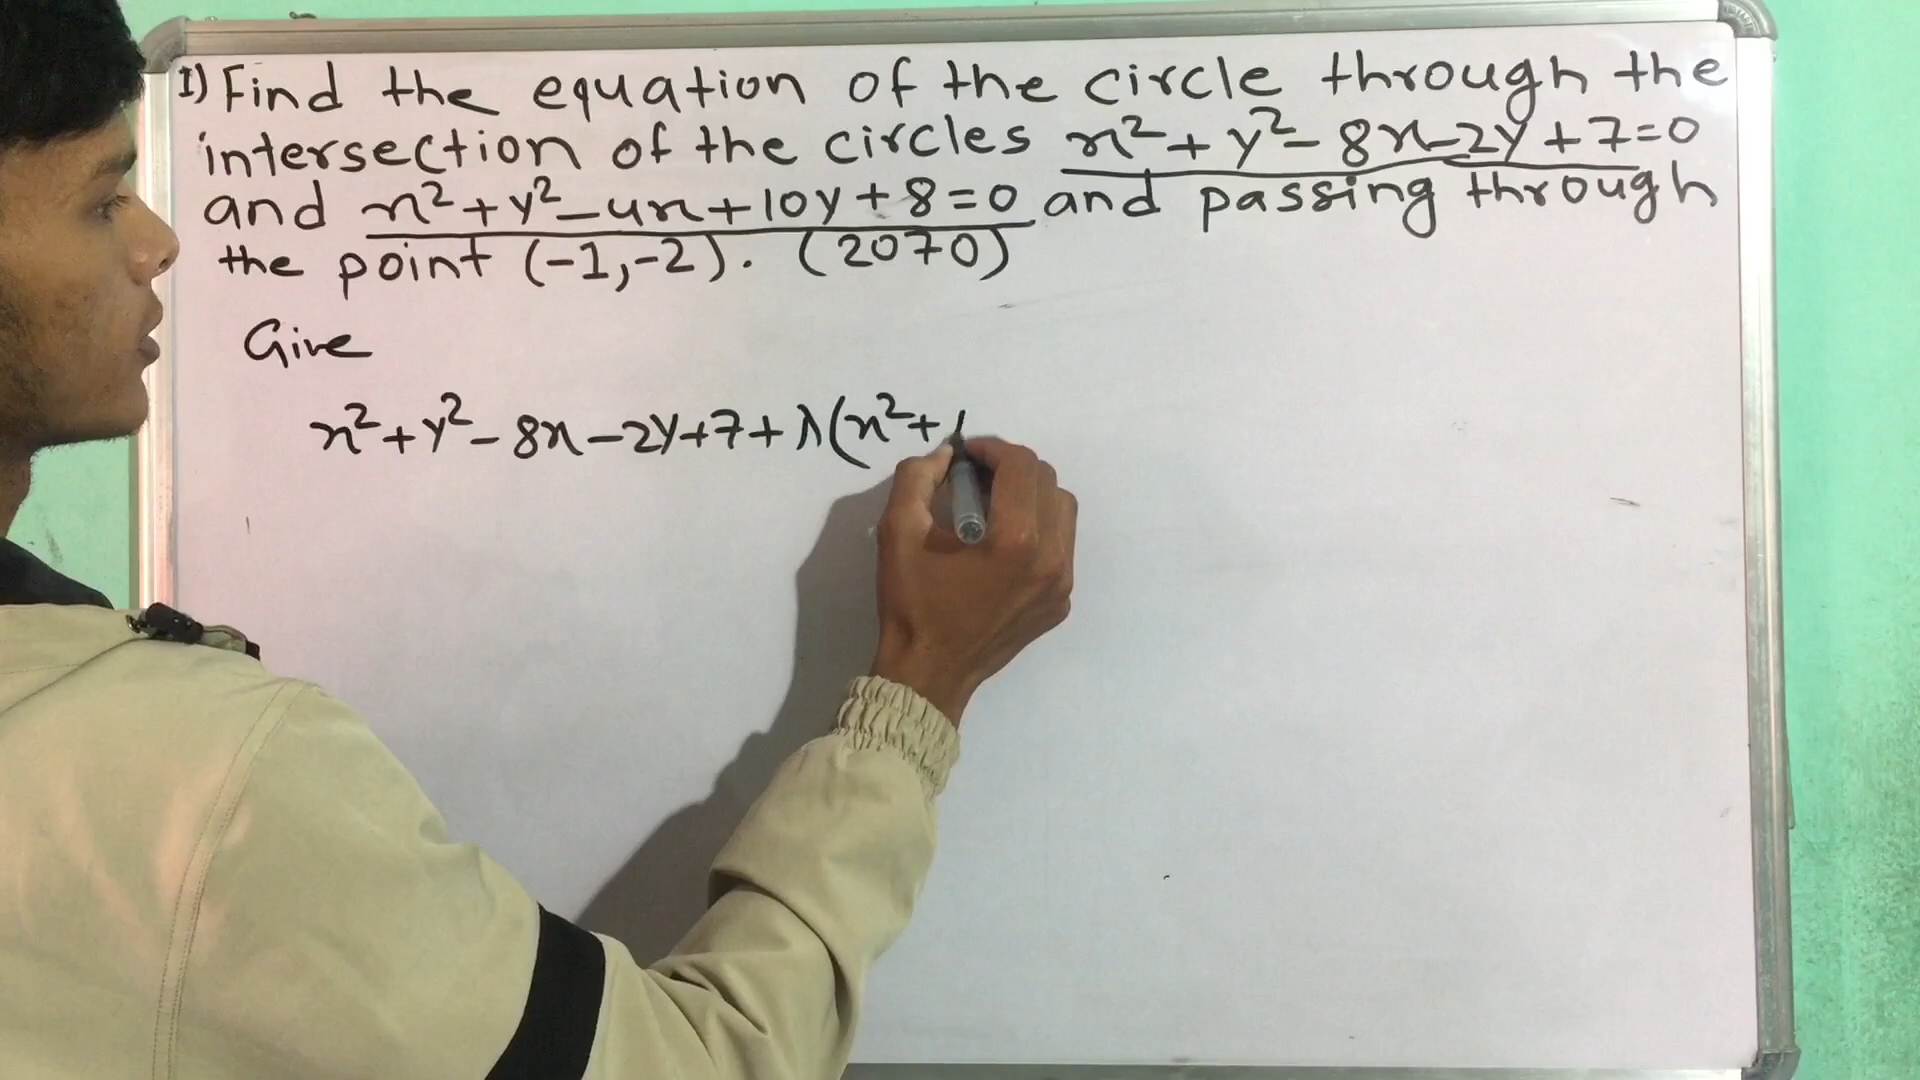 I) Find the equation of the circle through the
intersection of the circles x²+y²-8x-2y+7=0
and x²+y²-4x+10y+8=0 and passing through
the point (-1,-2). (2070)
Give
x²+y²-8x-2y+7+λ(x²+